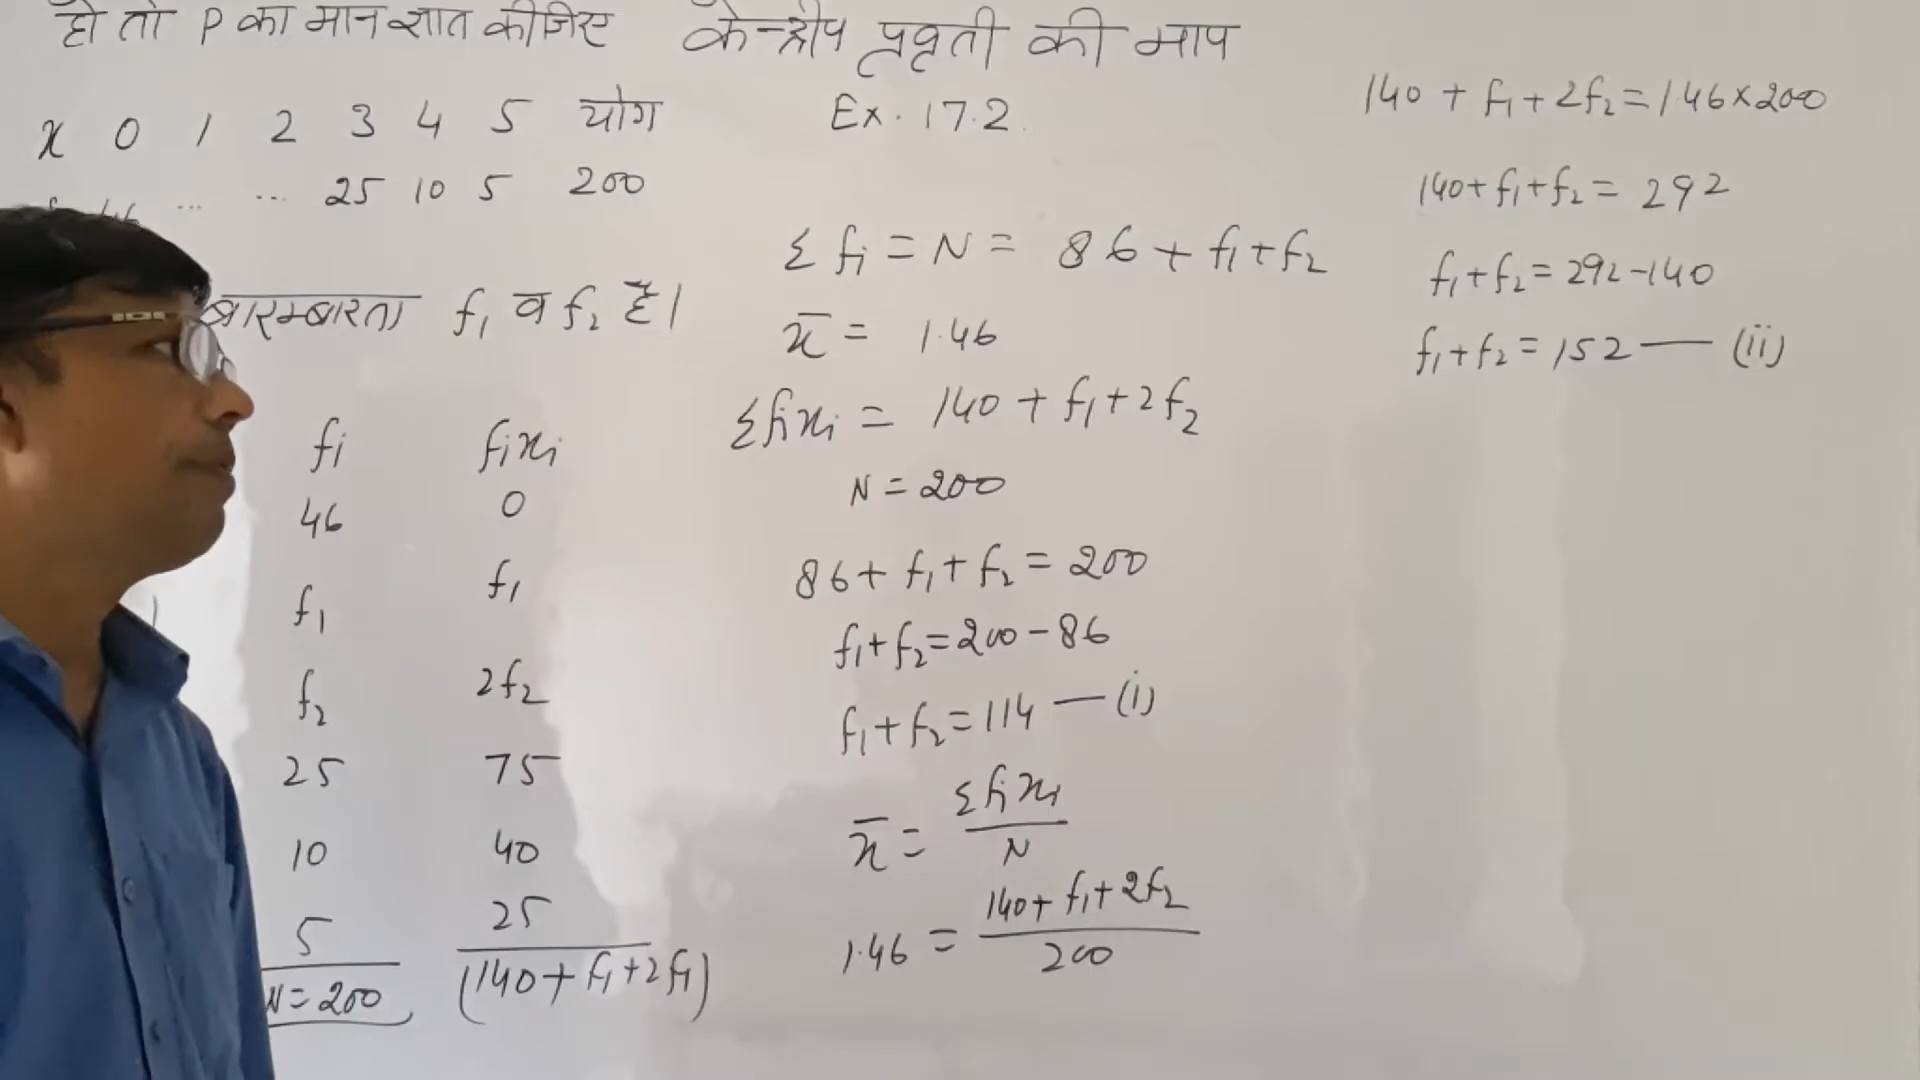 हो तो P का मान ज्ञात कीजिए
केन्द्रीय प्रवृती की माप
x 0 1 2 3 4 5 योग
46 ... ... 25 10 5 200
बारम्बारता f₁ व f₂ है।
fi fixi
46 0
f₁ f₁
f₂ 2f₂
25 75
10 40
5 25
N = 200 (140 + f₁ + 2f₁)
Ex. 17.2
Σfi = N = 86 + f₁ + f₂
x̄ = 1.46
Σfixi = 140 + f₁ + 2f₂
N = 200
86 + f₁ + f₂ = 200
f₁ + f₂ = 200 - 86
f₁ + f₂ = 114 — (i)
x̄ = Σfixi / N
1.46 = 140 + f₁ + 2f₂ / 200
140 + f₁ + 2f₂ = 1.46 × 200
140 + f₁ + f₂ = 292
f₁ + f₂ = 292 - 140
f₁ + f₂ = 152 — (ii)